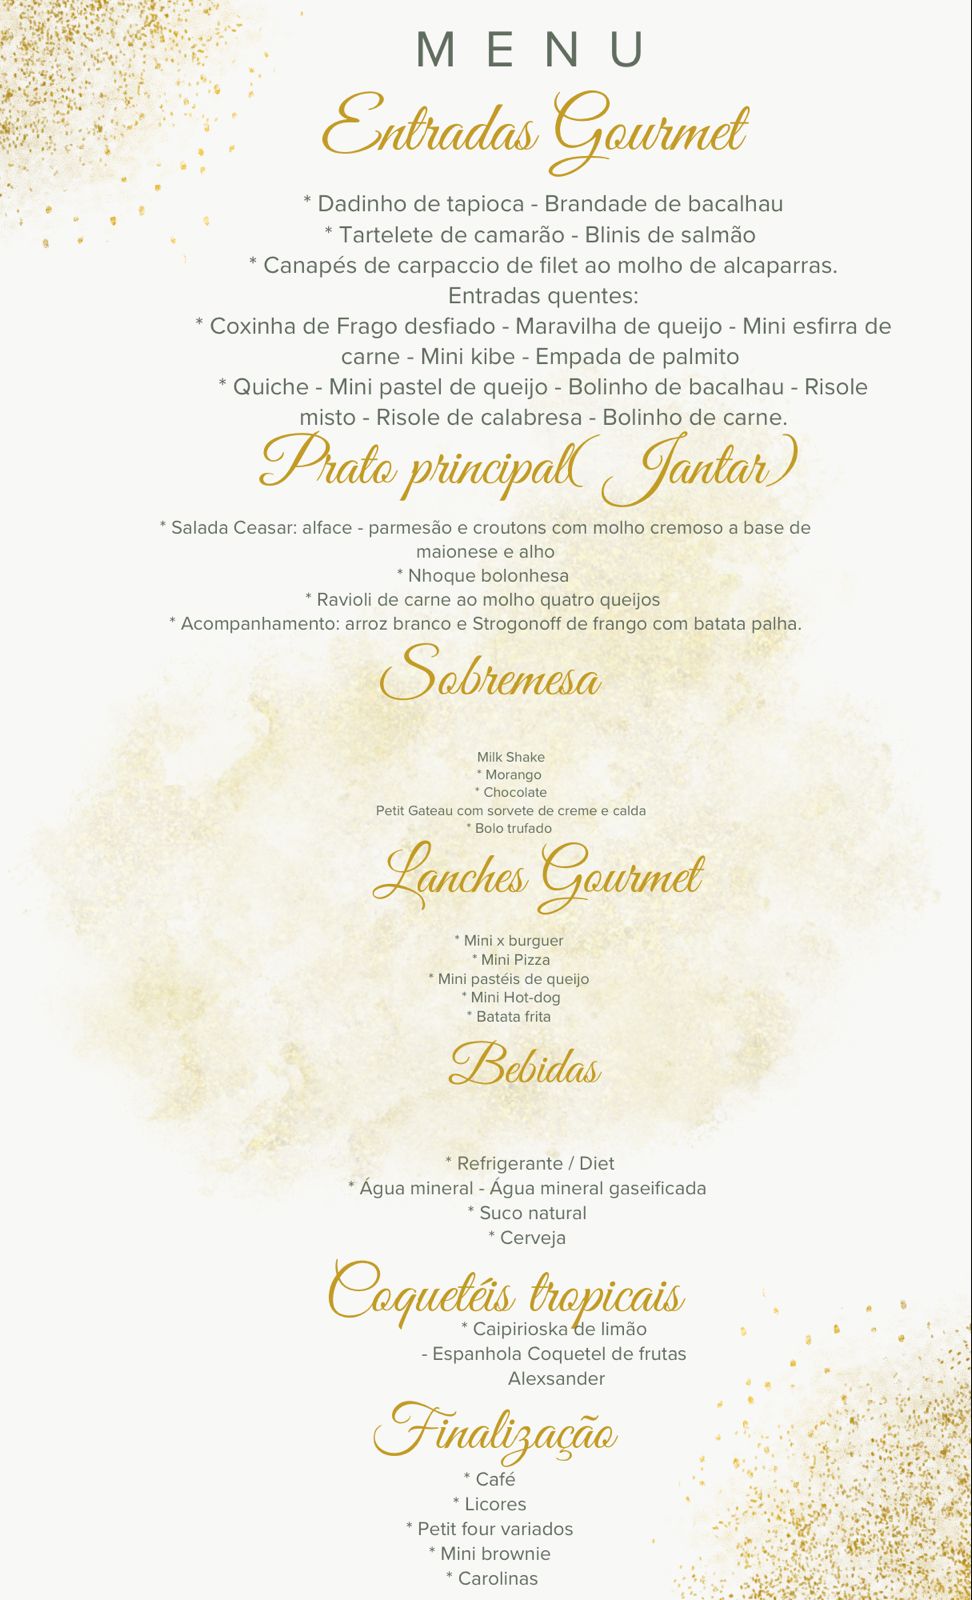 MENU
Entradas Gourmet
* Dadinho de tapioca - Brandade de bacalhau
* Tartelete de camarão - Blinis de salmão
* Canapés de carpaccio de filet ao molho de alcaparras.
Entradas quentes:
* Coxinha de Frago desfiado - Maravilha de queijo - Mini esfirra de
carne - Mini kibe - Empada de palmito
* Quiche - Mini pastel de queijo - Bolinho de bacalhau - Risole
misto - Risole de calabresa - Bolinho de carne.
Prato principal( Jantar)
* Salada Ceasar: alface - parmesão e croutons com molho cremoso a base de
maionese e alho
* Nhoque bolonhesa
* Ravioli de carne ao molho quatro queijos
* Acompanhamento: arroz branco e Strogonoff de frango com batata palha.
Sobremesa
Milk Shake
* Morango
* Chocolate
Petit Gateau com sorvete de creme e calda
* Bolo trufado
Lanches Gourmet
* Mini x burguer
* Mini Pizza
* Mini pastéis de queijo
* Mini Hot-dog
* Batata frita
Bebidas
* Refrigerante / Diet
* Água mineral - Água mineral gaseificada
* Suco natural
* Cerveja
Coquetéis tropicais
* Caipirioska de limão
- Espanhola Coquetel de frutas
Alexsander
Finalização
* Café
* Licores
* Petit four variados
* Mini brownie
* Carolinas